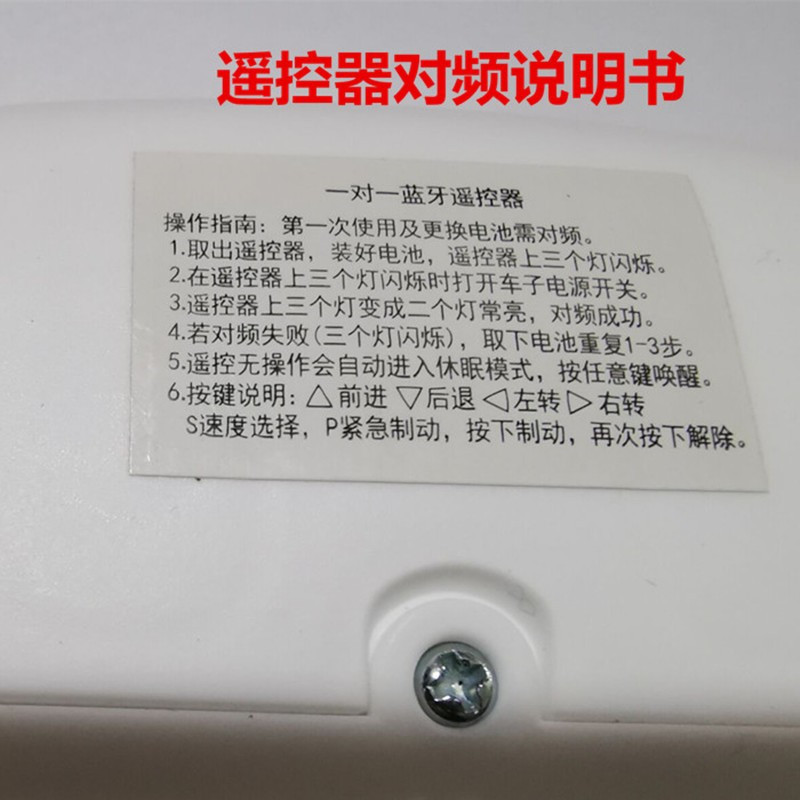 遥控器对频说明书
一对一蓝牙遥控器
操作指南：第一次使用及更换电池需对频。
1.取出遥控器，装好电池，遥控器上三个灯闪烁。
2.在遥控器上三个灯闪烁时打开车子电源开关。
3.遥控器上三个灯变成二个灯常亮，对频成功。
4.若对频失败(三个灯闪烁)，取下电池重复1-3步。
5.遥控无操作会自动进入休眠模式，按任意键唤醒。
6.按键说明：△前进 ▽后退 ◁左转 ▷右转
S速度选择，P紧急制动，按下制动，再次按下解除。